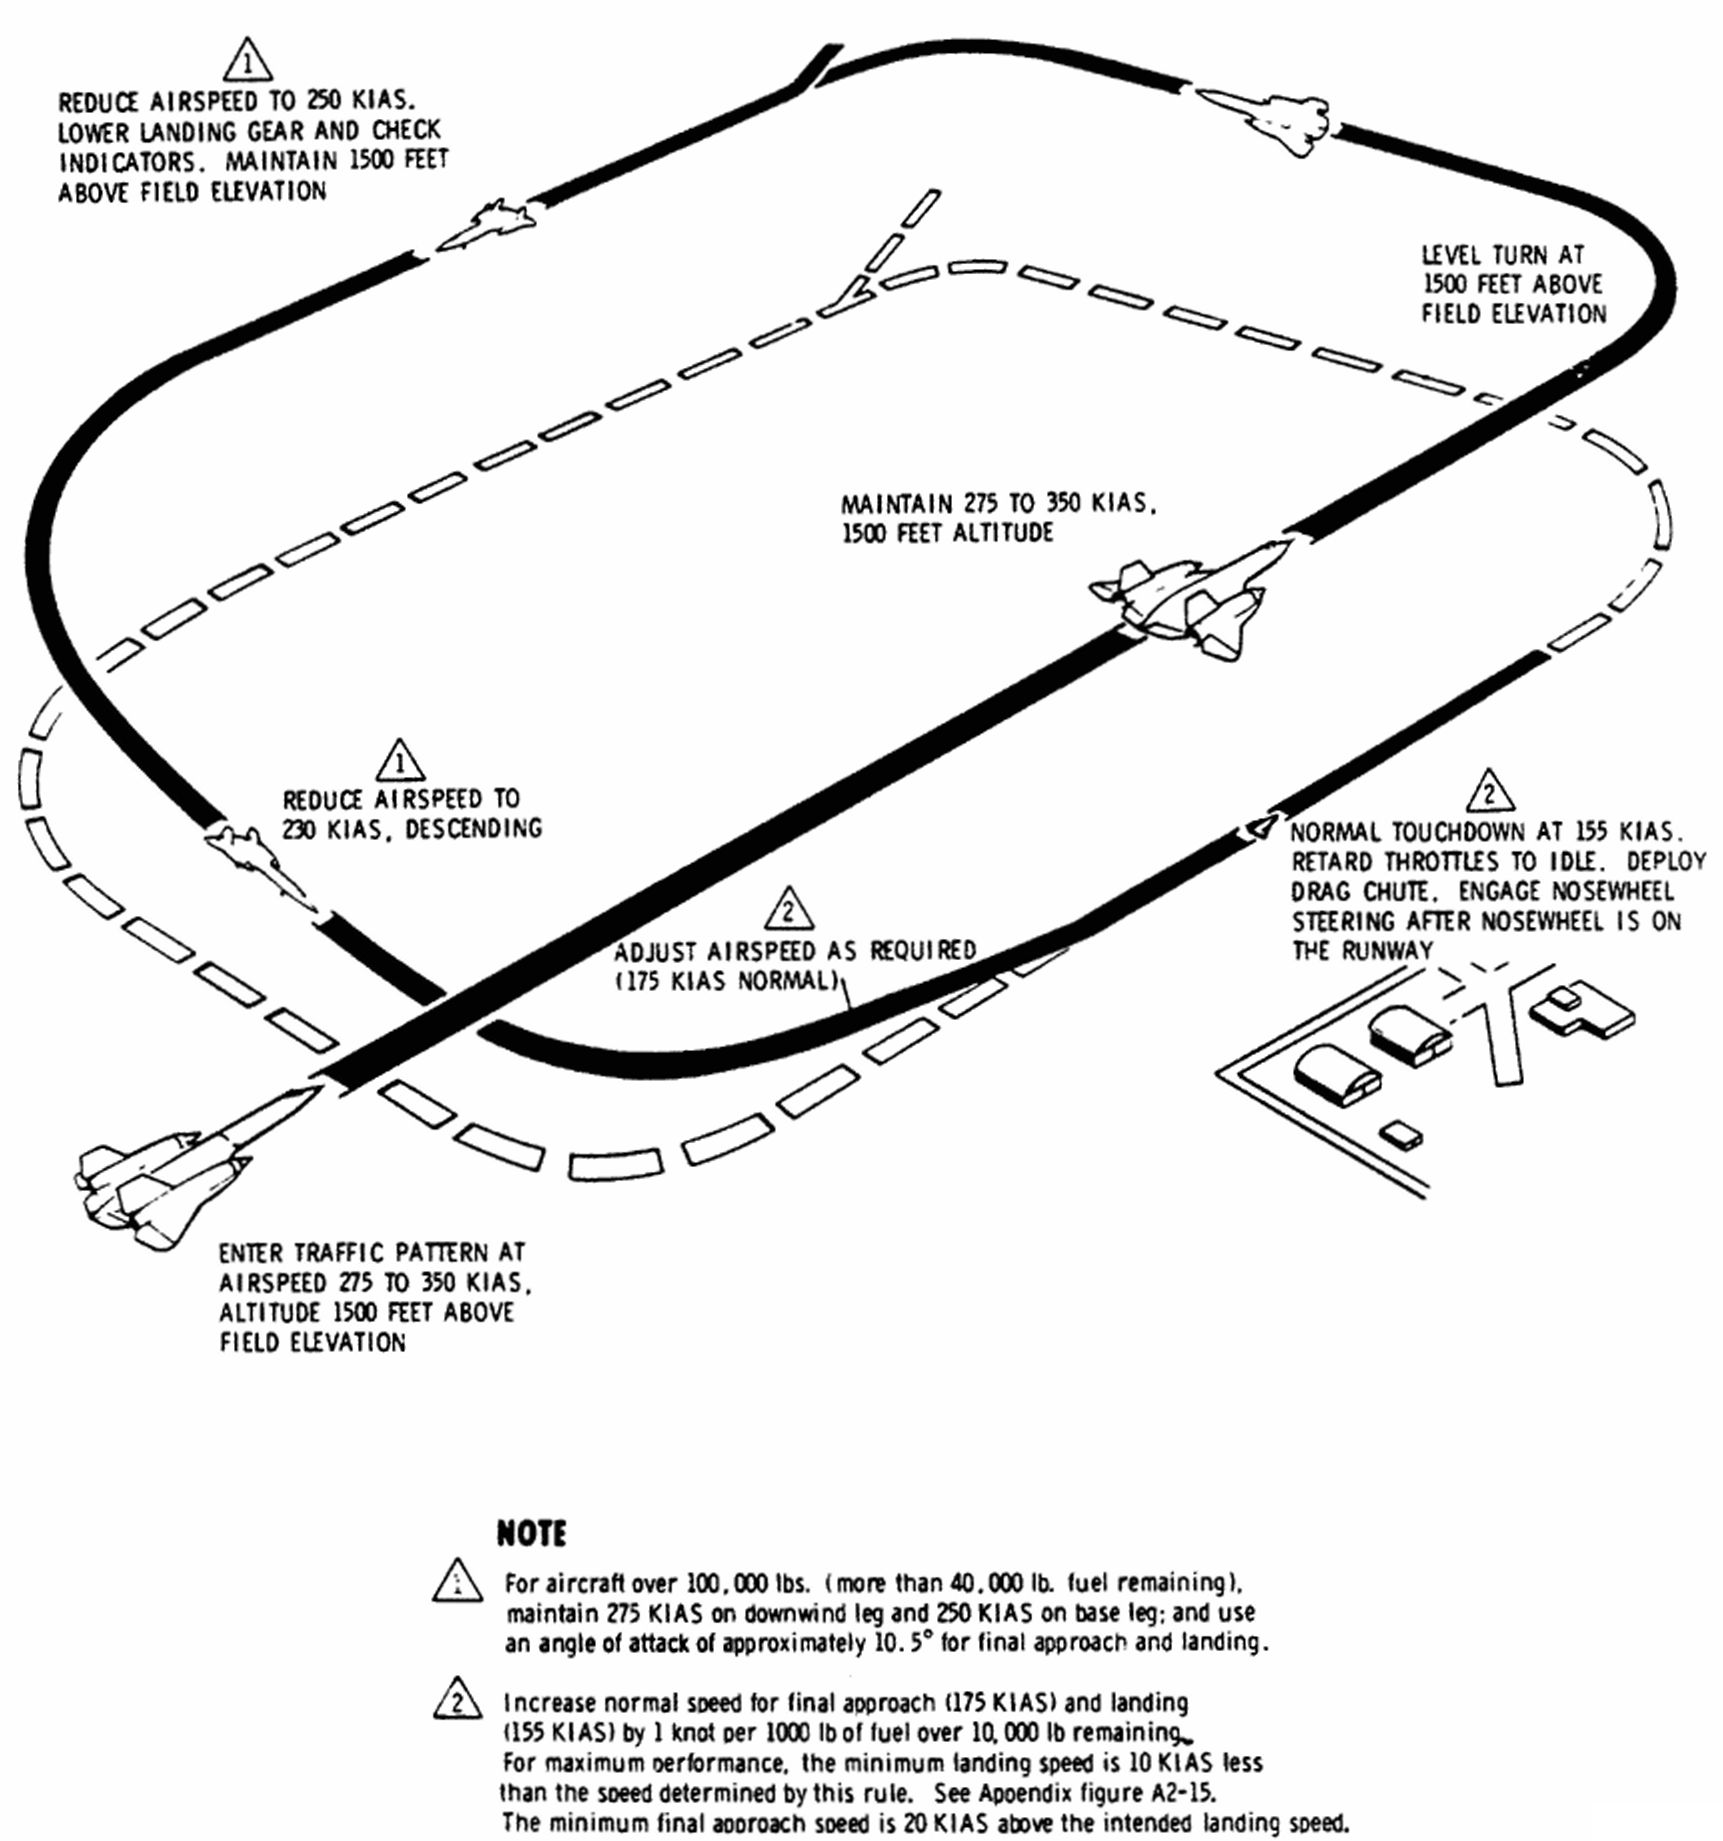 1
REDUCE AIRSPEED TO 250 KIAS.
LOWER LANDING GEAR AND CHECK
INDICATORS. MAINTAIN 1500 FEET
ABOVE FIELD ELEVATION
LEVEL TURN AT
1500 FEET ABOVE
FIELD ELEVATION
MAINTAIN 275 TO 350 KIAS,
1500 FEET ALTITUDE
1
REDUCE AIRSPEED TO
230 KIAS, DESCENDING
2
ADJUST AIRSPEED AS REQUIRED
(175 KIAS NORMAL)
2
NORMAL TOUCHDOWN AT 155 KIAS.
RETARD THROTTLES TO IDLE. DEPLOY
DRAG CHUTE. ENGAGE NOSEWHEEL
STEERING AFTER NOSEWHEEL IS ON
THE RUNWAY
ENTER TRAFFIC PATTERN AT
AIRSPEED 275 TO 350 KIAS,
ALTITUDE 1500 FEET ABOVE
FIELD ELEVATION
NOTE
1
For aircraft over 100,000 lbs. (more than 40,000 lb. fuel remaining),
maintain 275 KIAS on downwind leg and 250 KIAS on base leg; and use
an angle of attack of approximately 10.5° for final approach and landing.
2
Increase normal speed for final approach (175 KIAS) and landing
(155 KIAS) by 1 knot per 1000 lb of fuel over 10,000 lb remaining.
For maximum performance, the minimum landing speed is 10 KIAS less
than the speed determined by this rule. See Appendix figure A2-15.
The minimum final approach speed is 20 KIAS above the intended landing speed.